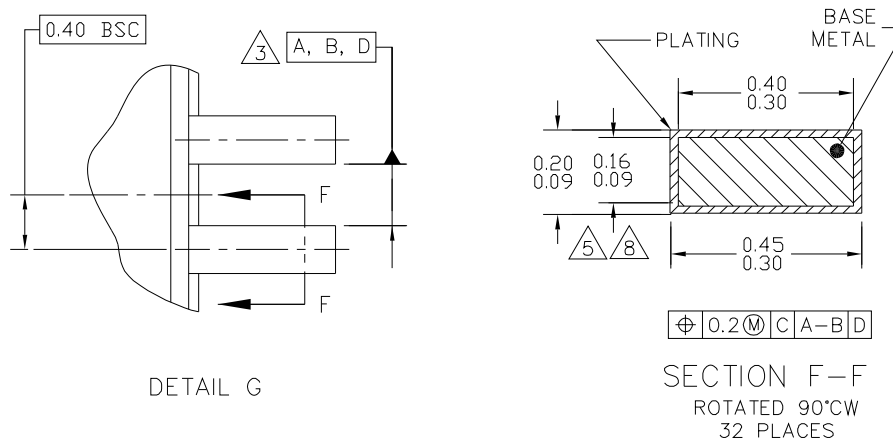 0.40 BSC
3
A, B, D
F
F
DETAIL G
PLATING
BASE
METAL
0.40
0.30
0.20
0.09
0.16
0.09
5
8
0.45
0.30
⌖ 0.2 Ⓜ C A-B D
SECTION F-F
ROTATED 90°CW
32 PLACES